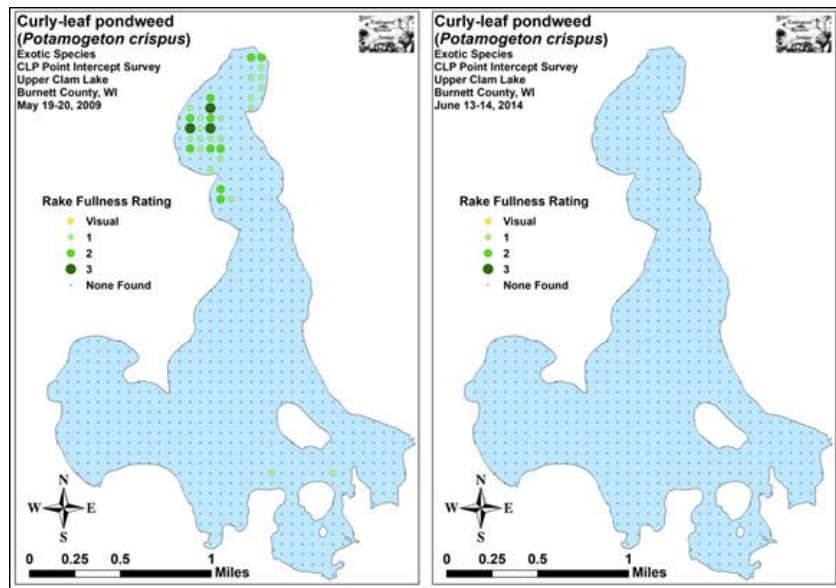 Curly-leaf pondweed
(Potamogeton crispus)
Exotic Species
CLP Point Intercept Survey
Upper Clam Lake
Burnett County, WI
May 19-20, 2009
Rake Fullness Rating
Visual
1
2
3
None Found
N
W E
S
0 0.25 0.5 1
Miles
Curly-leaf pondweed
(Potamogeton crispus)
Exotic Species
CLP Point Intercept Survey
Upper Clam Lake
Burnett County, WI
June 13-14, 2014
Rake Fullness Rating
Visual
1
2
3
None Found
N
W E
S
0 0.25 0.5 1
Miles